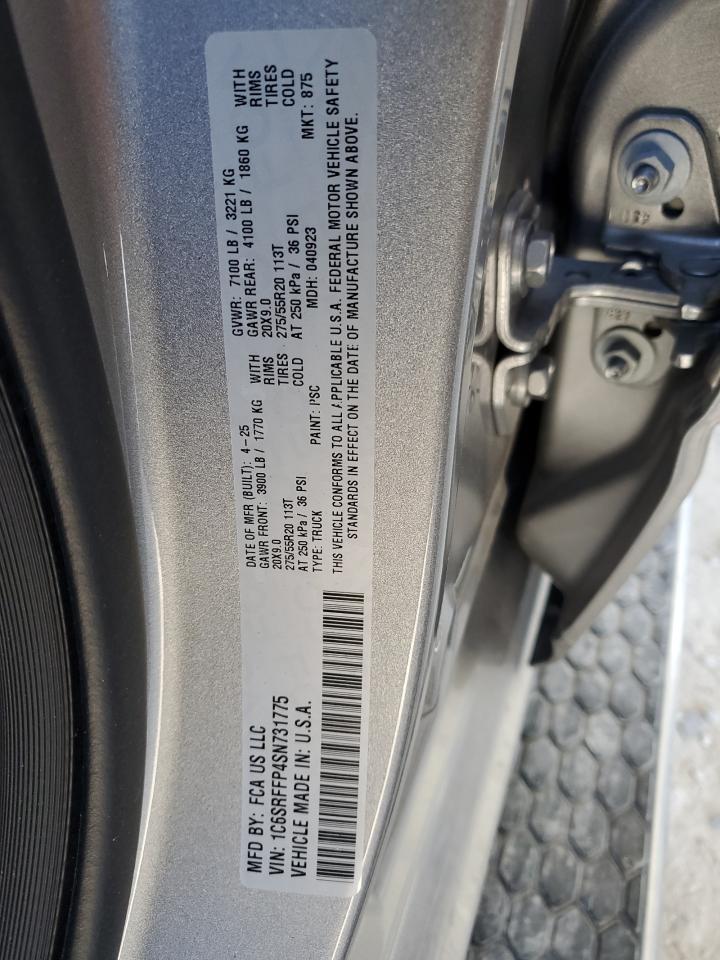 MFD BY: FCA US LLC
VIN: 1C6SRFFP4SN731775
VEHICLE MADE IN: U.S.A.
DATE OF MFR (BUILT): 4-25
GAWR FRONT: 3900 LB / 1770 KG WITH
20X9.0 RIMS
275/55R20 113T TIRES
AT 250 kPa / 36 PSI COLD
TYPE: TRUCK PAINT: PSC
GVWR: 7100 LB / 3221 KG
GAWR REAR: 4100 LB / 1860 KG WITH
20X9.0 RIMS
275/55R20 113T TIRES
AT 250 kPa / 36 PSI COLD
MDH: 040923 MKT: 875
THIS VEHICLE CONFORMS TO ALL APPLICABLE U.S.A. FEDERAL MOTOR VEHICLE SAFETY
STANDARDS IN EFFECT ON THE DATE OF MANUFACTURE SHOWN ABOVE.